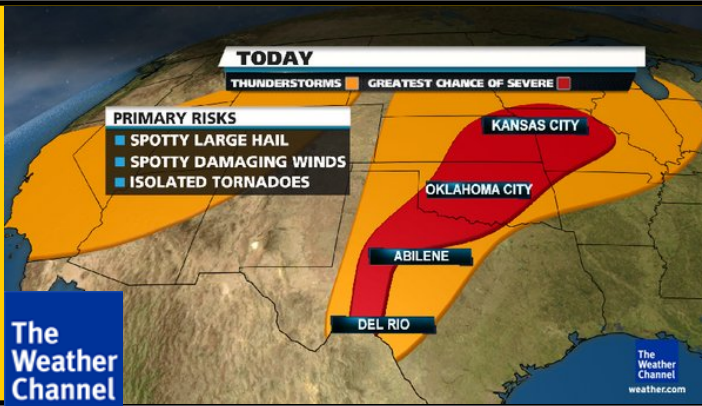 TODAY
THUNDERSTORMS
GREATEST CHANCE OF SEVERE
PRIMARY RISKS
SPOTTY LARGE HAIL
SPOTTY DAMAGING WINDS
ISOLATED TORNADOES
KANSAS CITY
OKLAHOMA CITY
ABILENE
DEL RIO
The
Weather
Channel
The
Weather
Channel
weather.com